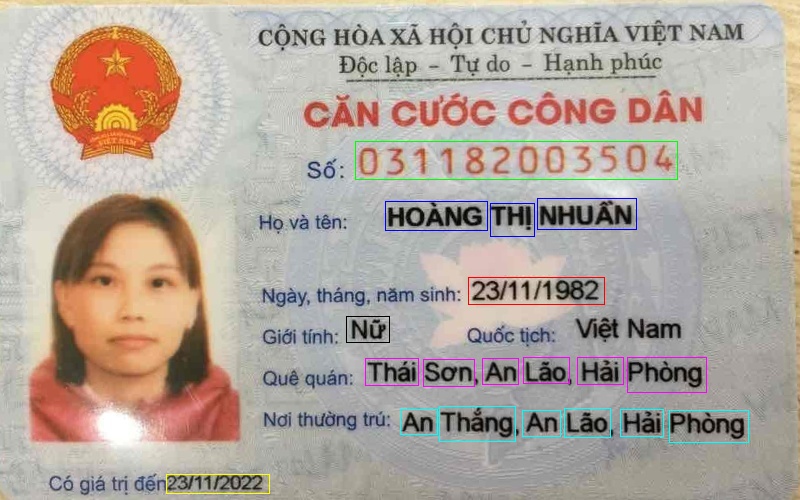 CỘNG HÒA XÃ HỘI CHỦ NGHĨA VIỆT NAM
Độc lập - Tự do - Hạnh phúc
CĂN CƯỚC CÔNG DÂN
Số: 031182003504
Họ và tên: HOÀNG THỊ NHUẦN
Ngày, tháng, năm sinh: 23/11/1982
Giới tính: Nữ Quốc tịch: Việt Nam
Quê quán: Thái Sơn, An Lão, Hải Phòng
Nơi thường trú: An Thắng, An Lão, Hải Phòng
Có giá trị đến 23/11/2022
VIỆT NAM